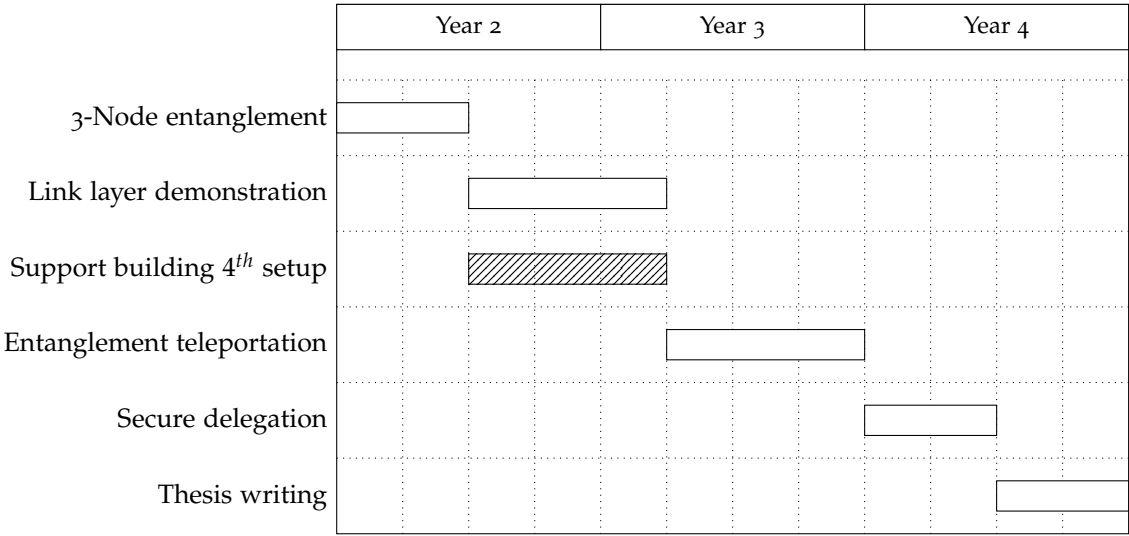 Year 2 Year 3 Year 4
3-Node entanglement
Link layer demonstration
Support building 4th setup
Entanglement teleportation
Secure delegation
Thesis writing